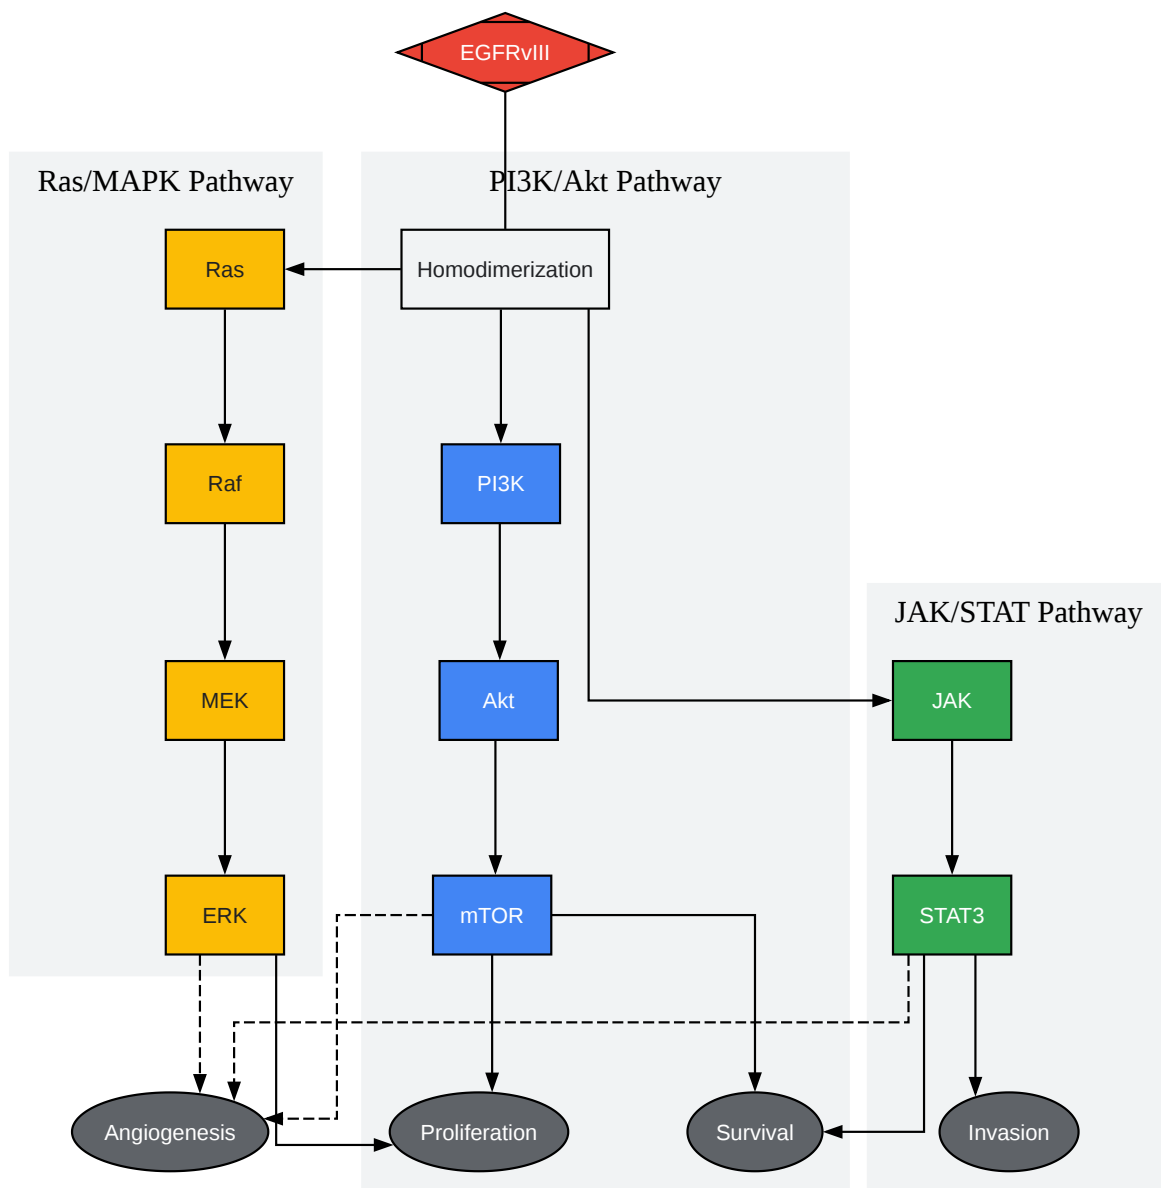 EGFRvIII
Ras/MAPK Pathway
PI3K/Akt Pathway
Ras
Homodimerization
Raf
PI3K
JAK/STAT Pathway
MEK
Akt
JAK
ERK
mTOR
STAT3
Angiogenesis
Proliferation
Survival
Invasion